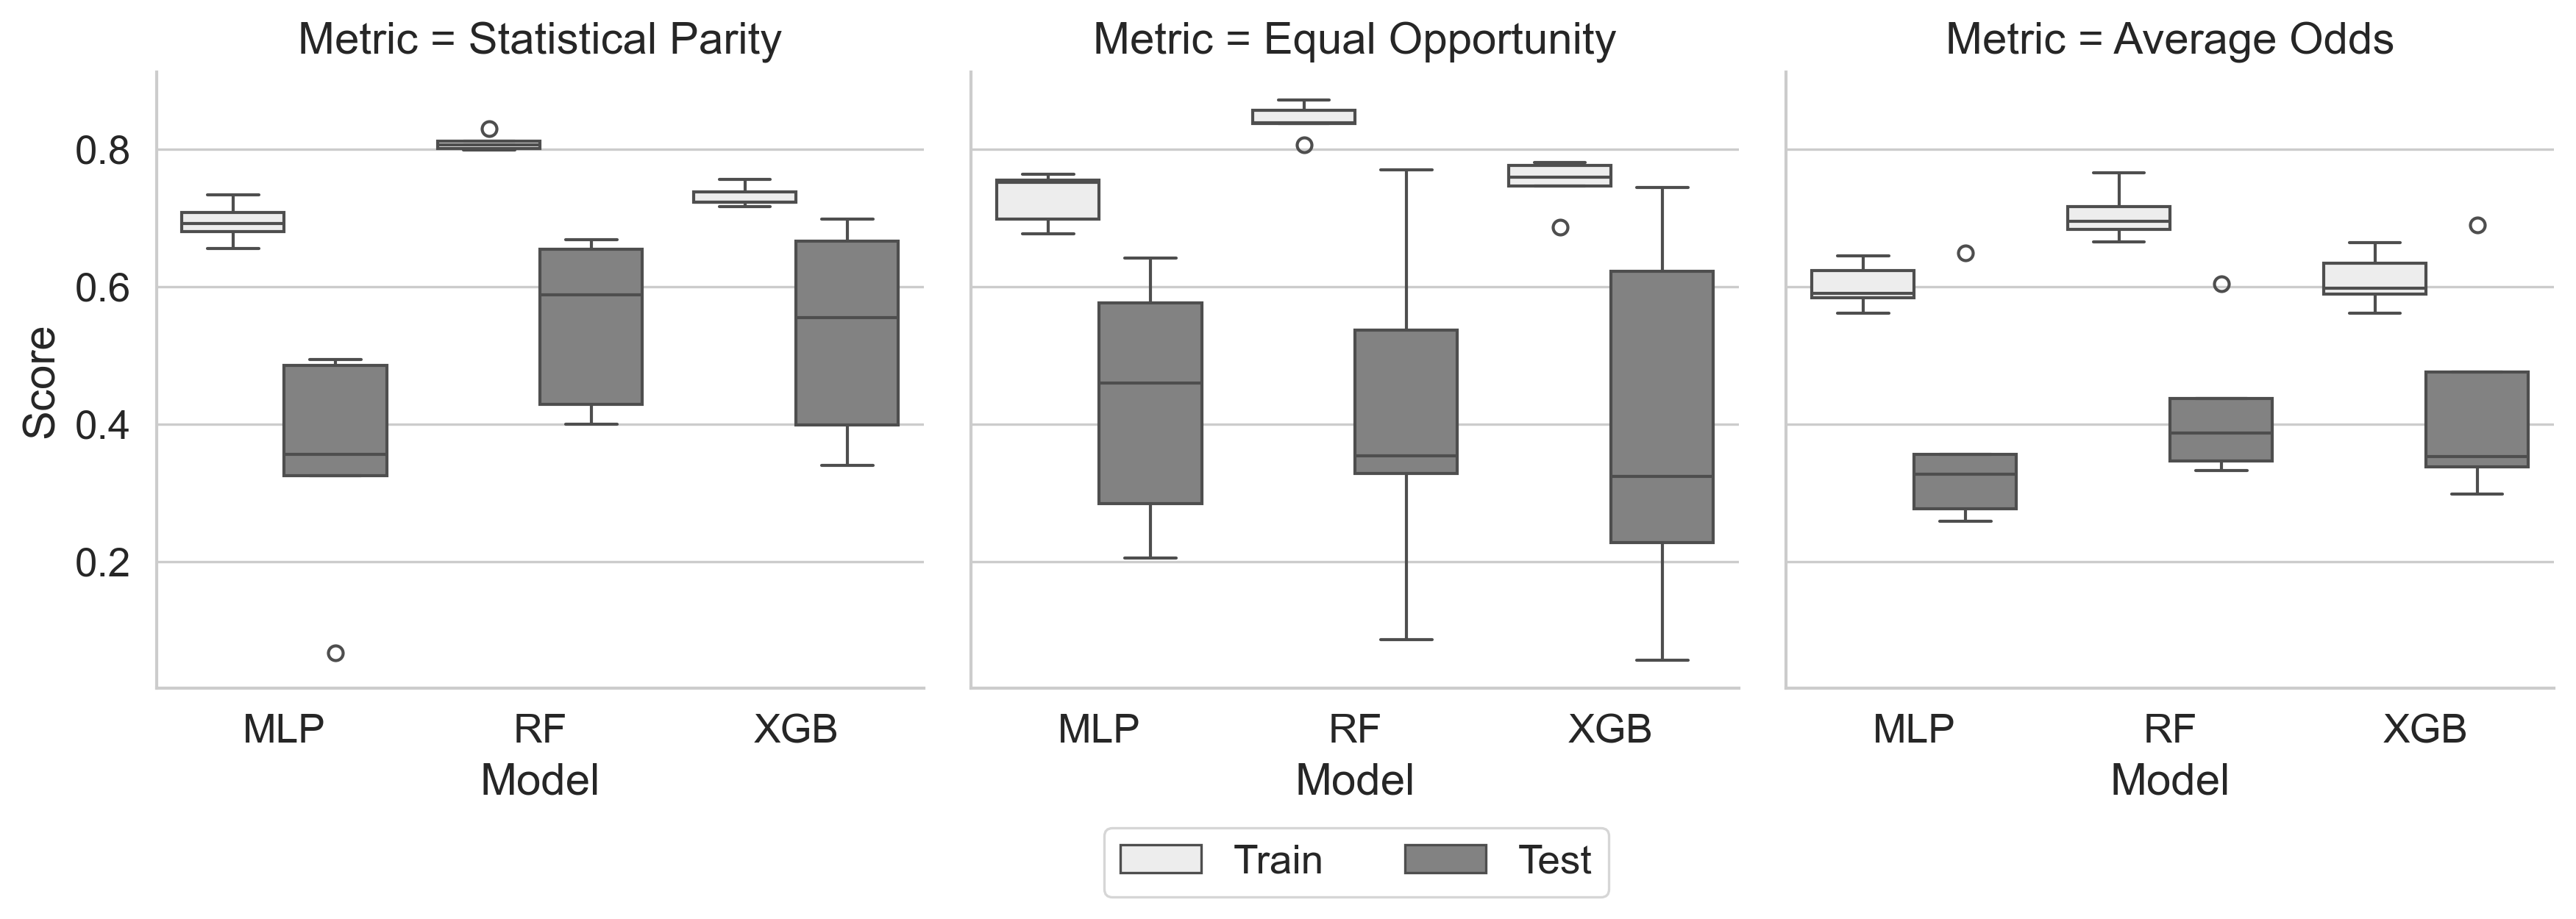 Metric = Statistical Parity
Metric = Equal Opportunity
Metric = Average Odds
Score
0.8
0.6
0.4
0.2
MLP
RF
XGB
MLP
RF
XGB
MLP
RF
XGB
Model
Model
Model
Train
Test